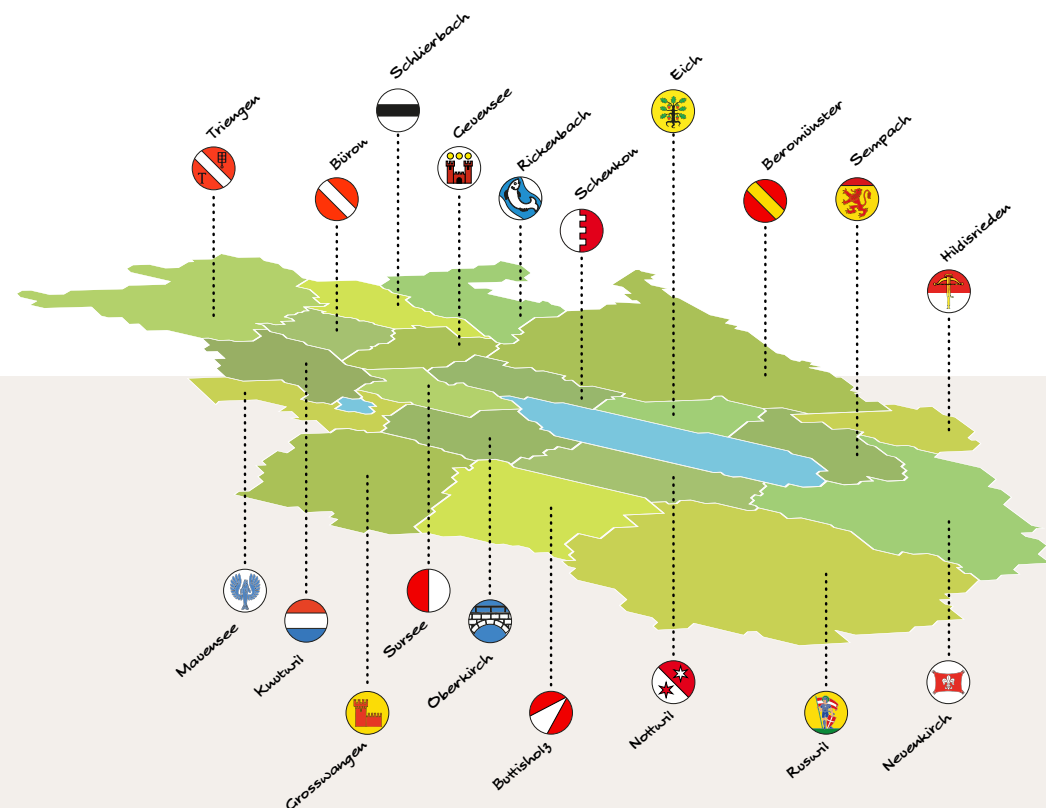 Schlierbach
Eich
Triengen
Büron
Geuensee
Rickenbach
Schenkon
Beromünster
Sempach
Hildisrieden
T
Mauensee
Knutwil
Sursee
Oberkirch
Grosswangen
Buttisholz
Nottwil
Ruswil
Neuenkirch